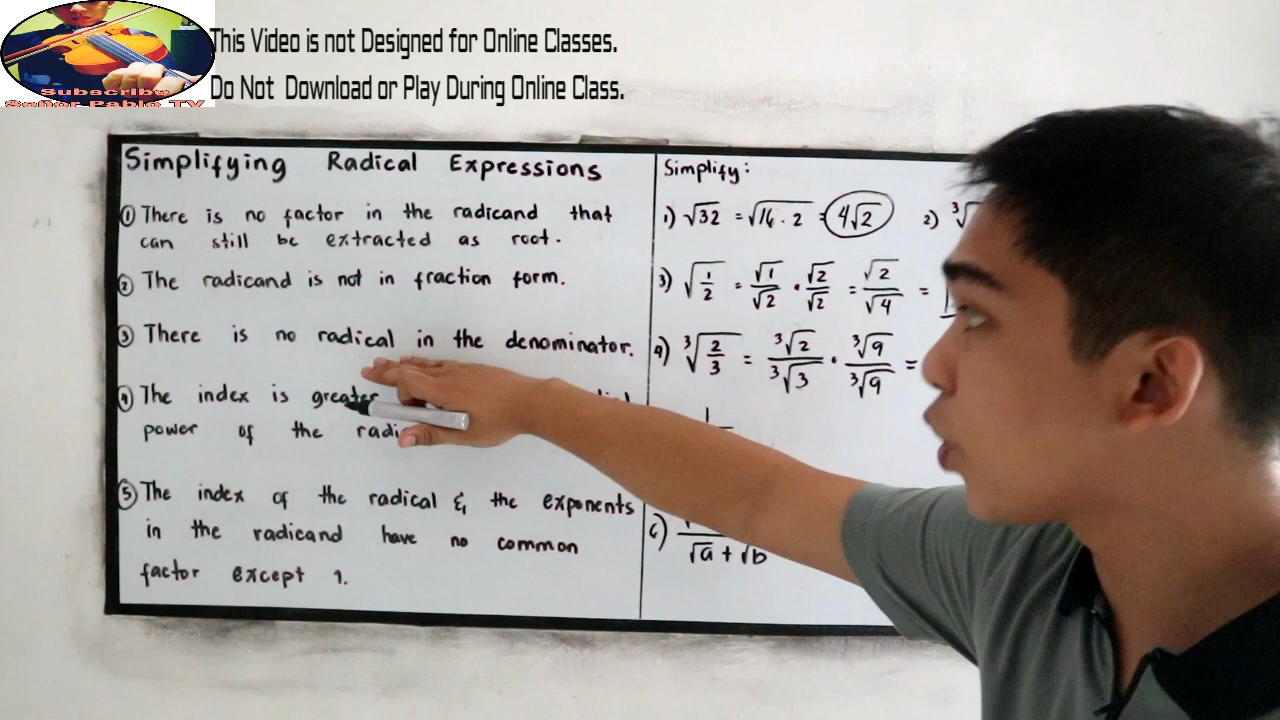 This Video is not Designed for Online Classes.
Do Not Download or Play During Online Class.
Subscribe
Señor Pablo TV
Simplifying Radical Expressions
① There is no factor in the radicand that
can still be extracted as root.
② The radicand is not in fraction form.
③ There is no radical in the denominator.
④ The index is greater
power of the
⑤ The index of the radical & the exponents
in the radicand have no common
factor except 1.
Simplify:
1) √32 = √16 · 2 = 4√2 2) ³√
3) √1/2 = √1/√2 · √2/√2 = √2/√4 =
4) ³√2/3 = ³√2/³√3 · ³√9/³√9 =
1
6) √a + √b